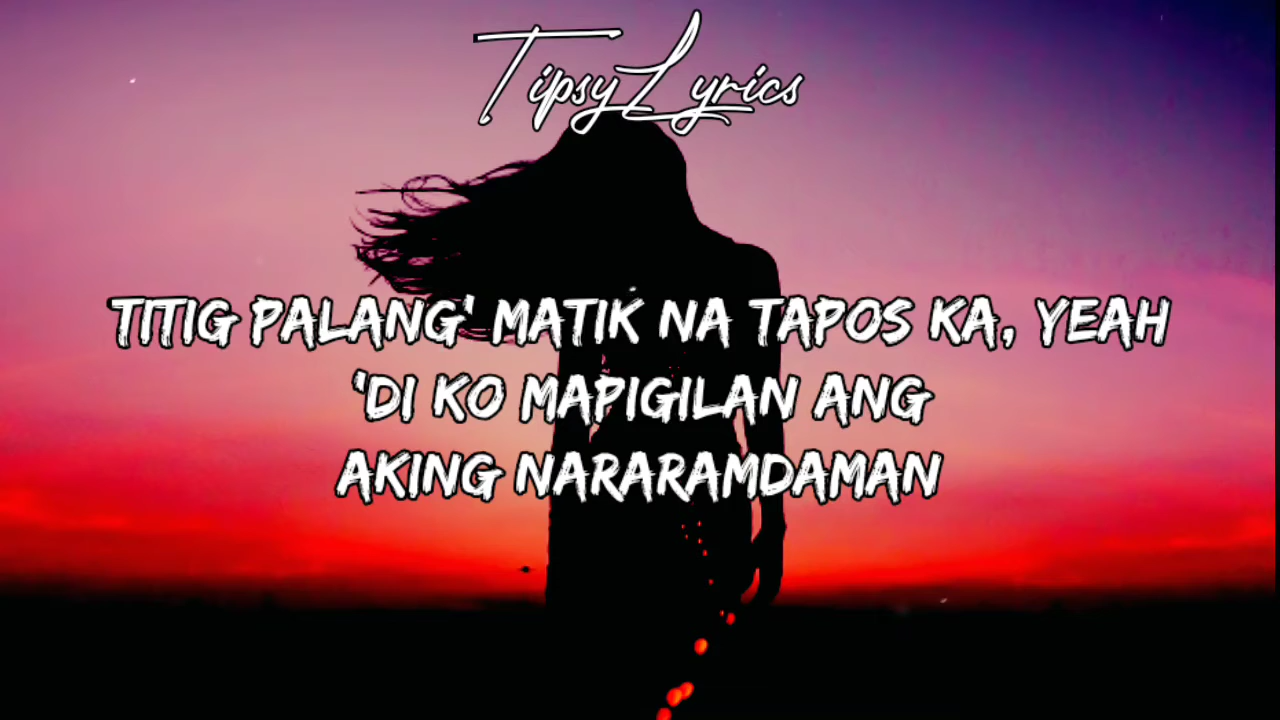 TipsyLyrics
TITIG PALANG' MATIK NA TAPOS KA, YEAH
'DI KO MAPIGILAN ANG
AKING NARARAMDAMAN